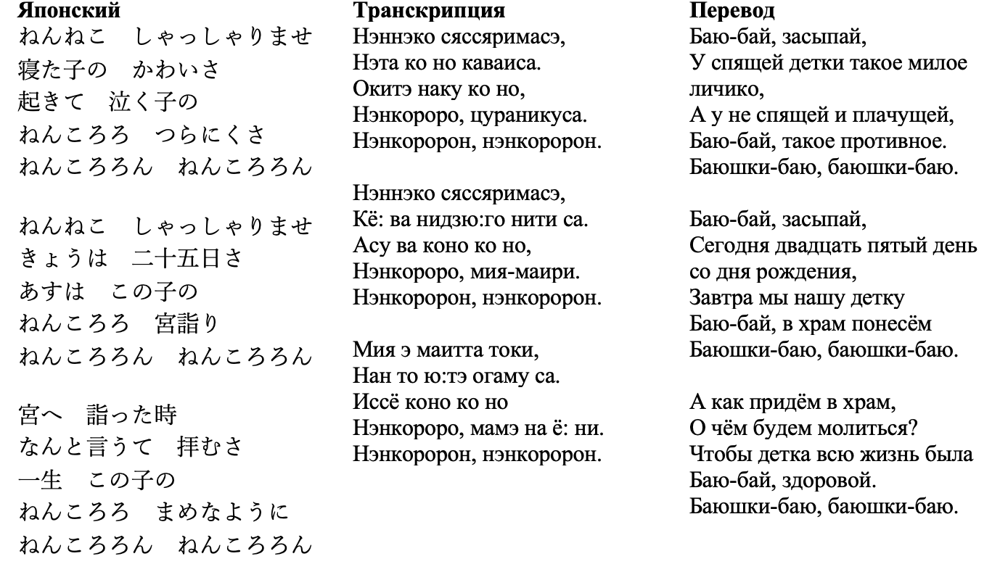 Японский
ねんねこ　しゃっしゃりませ
寝た子の　かわいさ
起きて　泣く子の
ねんころろ　つらにくさ
ねんころろん　ねんころろん
ねんねこ　しゃっしゃりませ
きょうは　二十五日さ
あすは　この子の
ねんころろ　宮詣り
ねんころろん　ねんころろん
宮へ　詣った時
なんと言うて　拝むさ
一生　この子の
ねんころろ　まめなように
ねんころろん　ねんころろん
Транскрипция
Нэннэко сяссяримасэ,
Нэта ко но каваиса.
Окитэ наку ко но,
Нэнкороро, цураникуса.
Нэнкоророн, нэнкоророн.
Нэннэко сяссяримасэ,
Кё: ва нидзю:го нити са.
Асу ва коно ко но,
Нэнкороро, мия-маири.
Нэнкоророн, нэнкоророн.
Мия э маитта токи,
Нан то ю:тэ огаму са.
Иссё коно ко но
Нэнкороро, мамэ на ё: ни.
Нэнкоророн, нэнкоророн.
Перевод
Баю-бай, засыпай,
У спящей детки такое милое
личико,
А у не спящей и плачущей,
Баю-бай, такое противное.
Баюшки-баю, баюшки-баю.
Баю-бай, засыпай,
Сегодня двадцать пятый день
со дня рождения,
Завтра мы нашу детку
Баю-бай, в храм понесём
Баюшки-баю, баюшки-баю.
А как придём в храм,
О чём будем молиться?
Чтобы детка всю жизнь была
Баю-бай, здоровой.
Баюшки-баю, баюшки-баю.